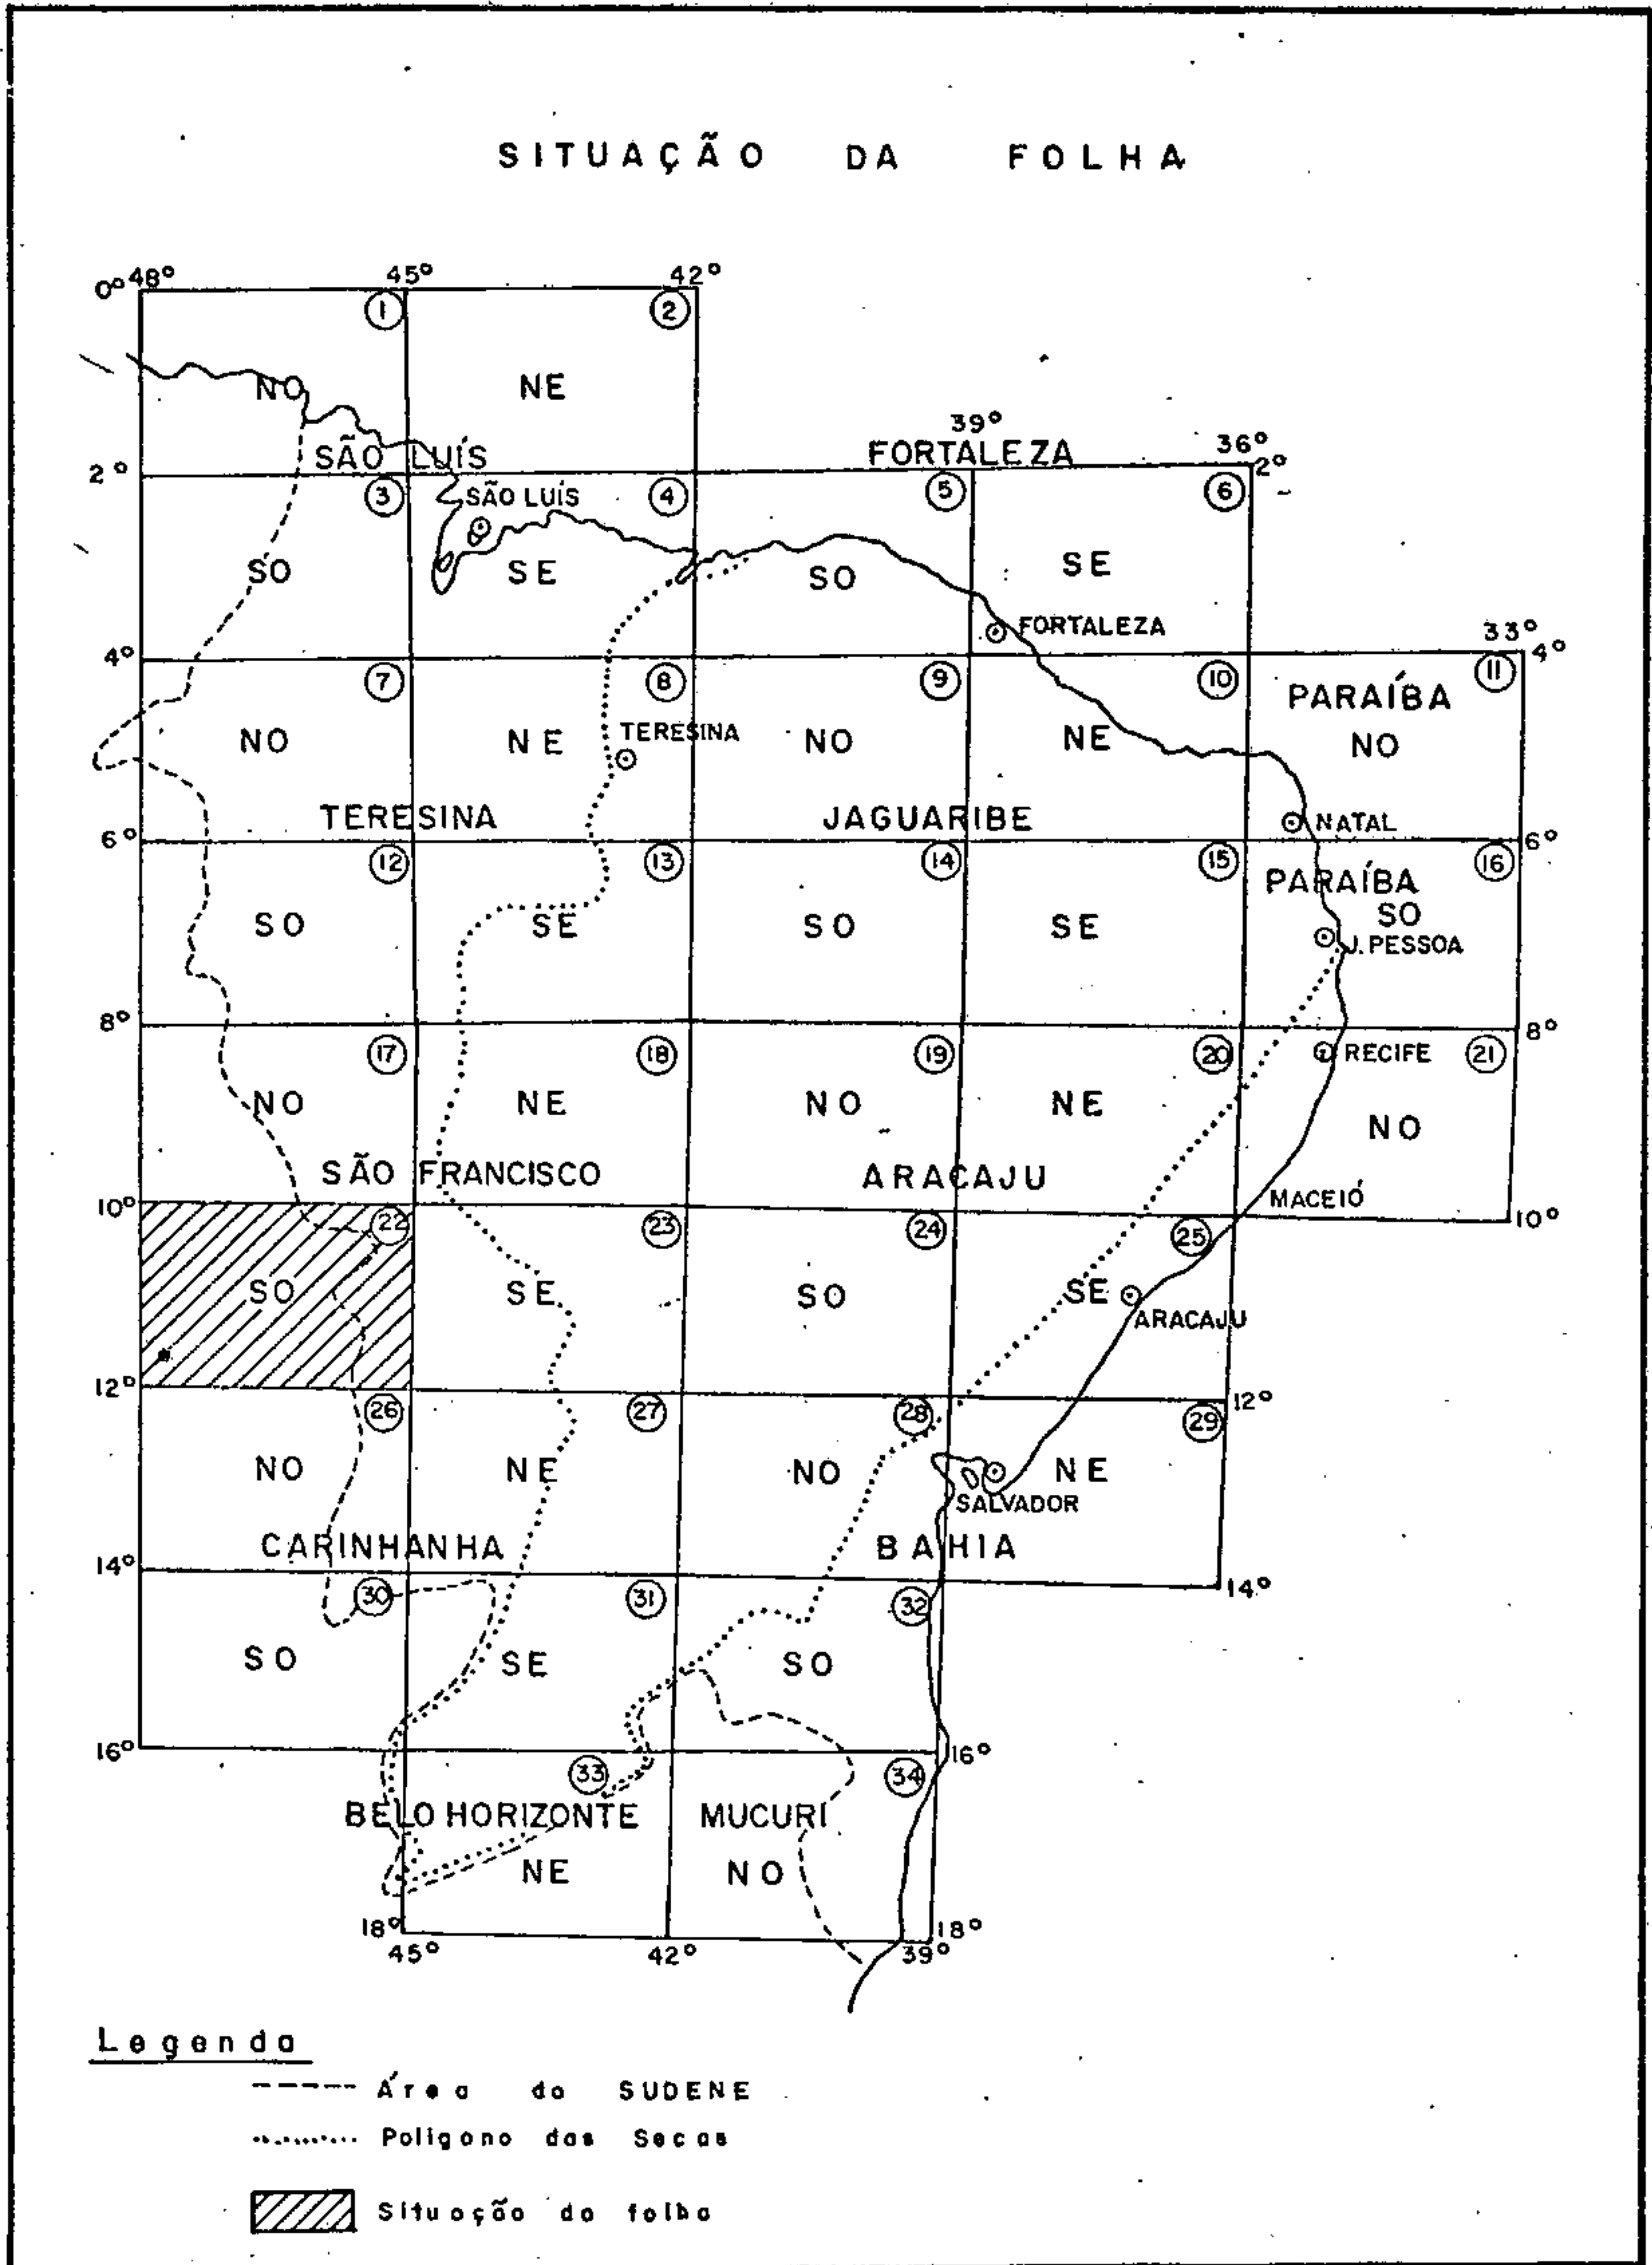 SITUAÇÃO DA FOLHA
0° 48° 45° 42°
1 2
NO NE
39°
36°
SÃO LUÍS FORTALEZA
2° 2°
3 4 5 6
SÃO LUÍS
SO SE SO SE
FORTALEZA
33°
4° 4°
7 8 9 10 11
PARAÍBA
TERESINA
NO NE NO NE NO
TERESINA JAGUARIBE NATAL
6° 6°
12 13 14 15 16
PARAÍBA
SO SE SO SE SO
J. PESSOA
8° 8°
17 18 19 20 RECIFE 21
NO NE NO NE NO
SÃO FRANCISCO ARACAJU
MACEIÓ
10° 10°
22 23 24 25
SO SE SO SE
ARACAJU
12° 12°
26 27 28 29
NO NE NO NE
SALVADOR
CARINHANHA BAHIA
14° 14°
30 31 32
SO SE SO
16° 16°
33 34
BELO HORIZONTE MUCURI
NE NO
18° 18°
45° 42° 39°
Legenda
Área da SUDENE
Polígono das Secas
Situação da folha